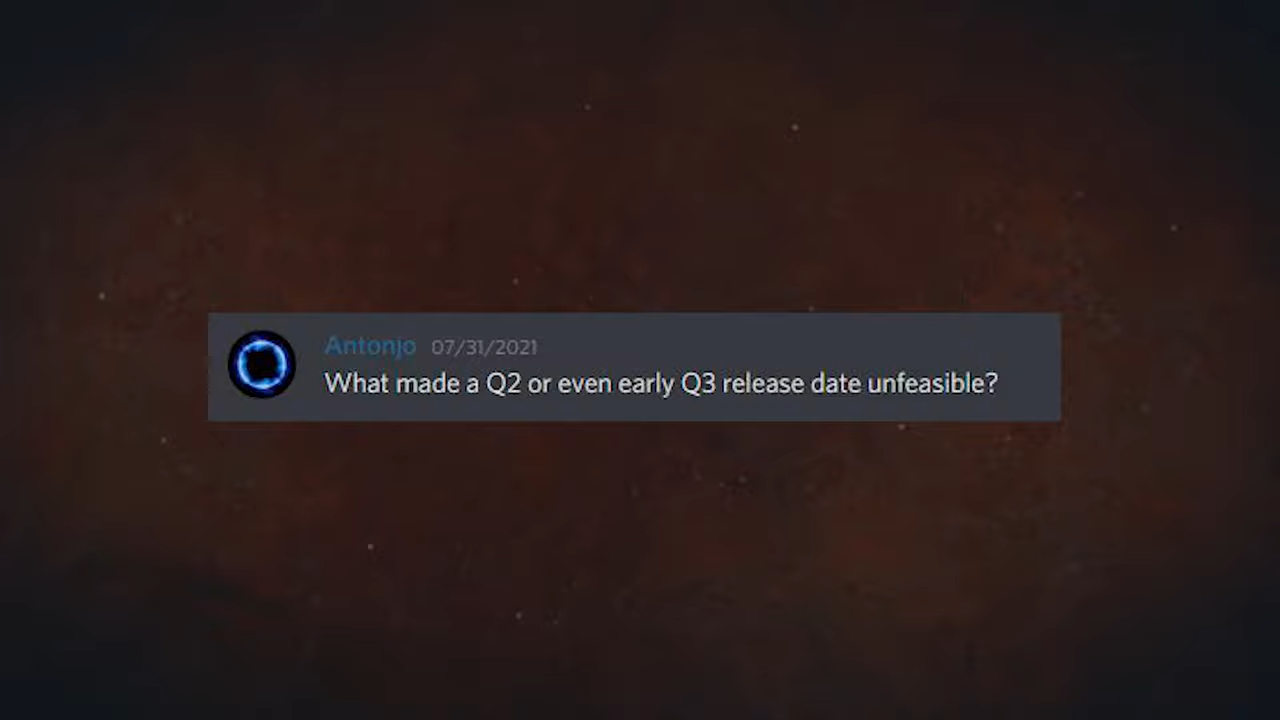 Antonjo 07/31/2021
What made a Q2 or even early Q3 release date unfeasible?